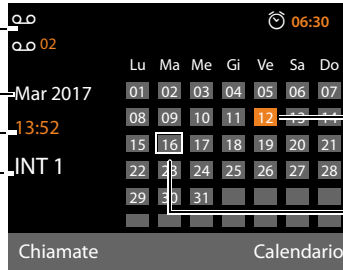 06:30
02
Lu Ma Me Gi Ve Sa Do
Mar 2017
01 02 03 04 05 06 07
08 09 10 11 12 13 14
13:52
15 16 17 18 19 20 21
INT 1
22 23 24 25 26 27 28
29 30 31
Chiamate Calendario